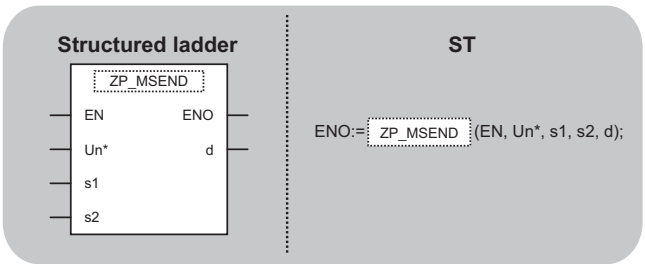 Structured ladder
ZP_MSEND
EN ENO
Un* d
s1
s2
ST
ENO:= ZP_MSEND (EN, Un*, s1, s2, d);